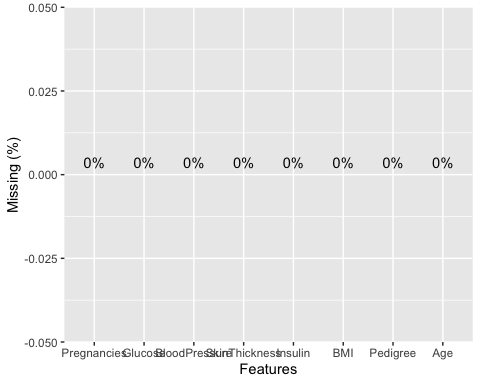 0.050
0.025
0% 0% 0% 0% 0% 0% 0% 0%
0.000
-0.025
-0.050
Missing (%)
Pregnancies Glucose BloodPressure SkinThickness Insulin BMI Pedigree Age
Features